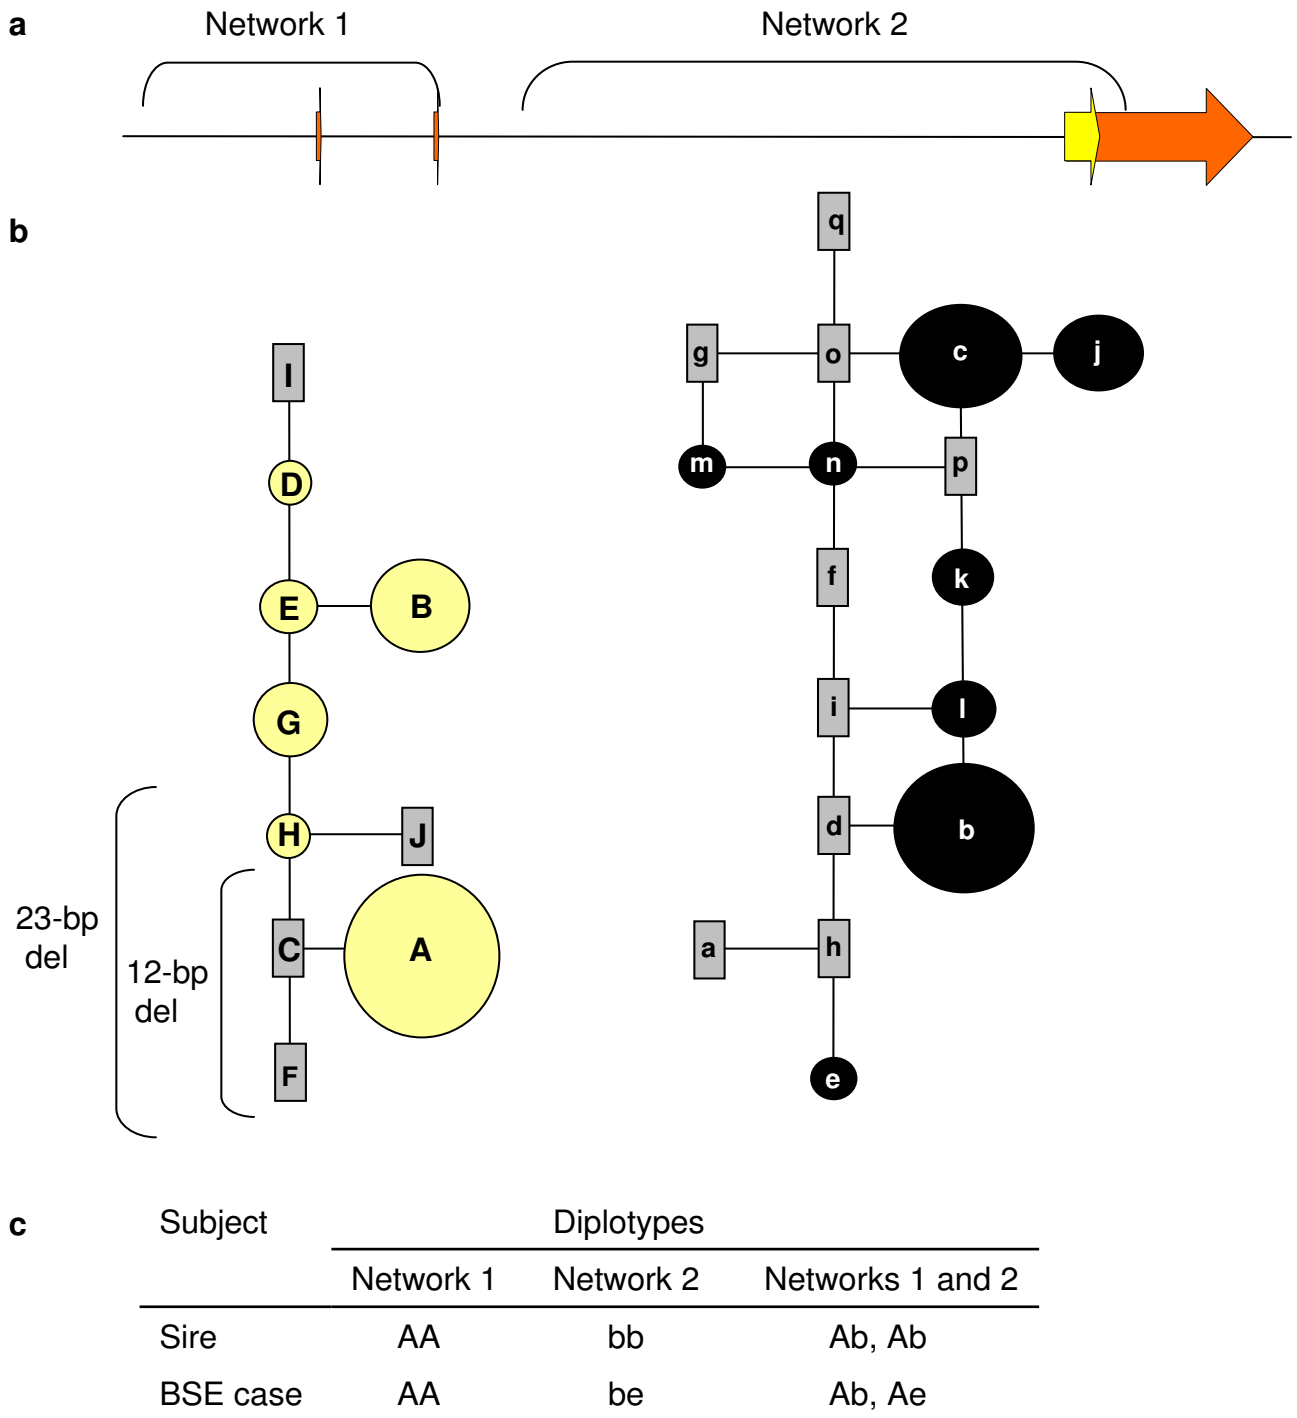 a
Network 1
Network 2
b
I
D
E
B
G
H
J
C
A
F
23-bp
del
12-bp
del
q
g
o
c
j
m
n
p
f
k
i
l
d
b
a
h
e
c
Subject
Diplotypes
Network 1
Network 2
Networks 1 and 2
Sire
AA
bb
Ab, Ab
BSE case
AA
be
Ab, Ae